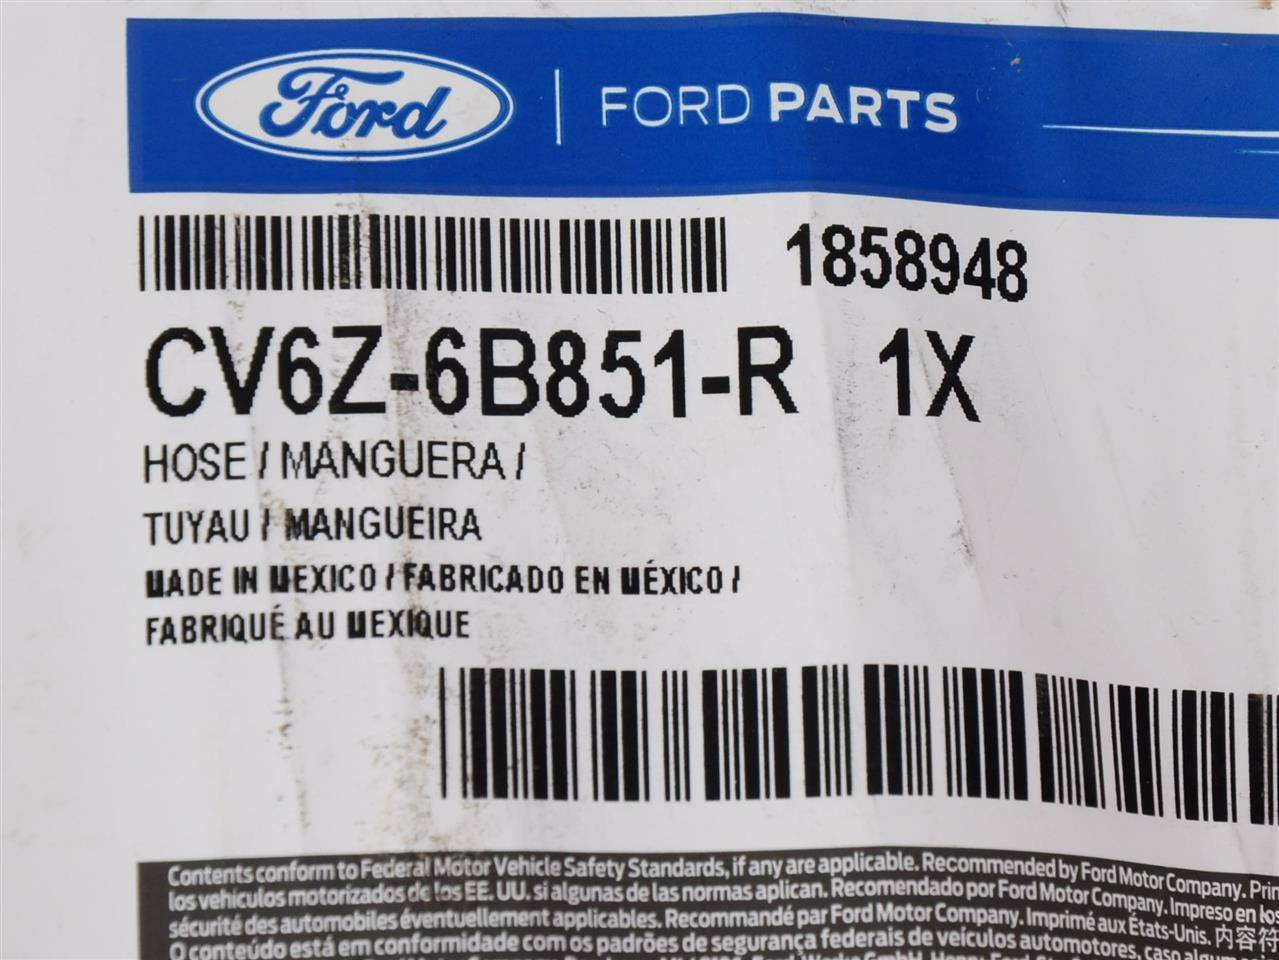 Ford | FORD PARTS
1858948
CV6Z-6B851-R 1X
HOSE / MANGUERA /
TUYAU / MANGUEIRA
MADE IN MEXICO / FABRICADO EN MÉXICO /
FABRIQUÉ AU MEXIQUE
Contents conform to Federal Motor Vehicle Safety Standards, if any are applicable. Recommended by Ford Motor Company.
los vehículos motorizados de los EE. UU. si algunas de las normas aplican. Recomendado por Ford Motor Company. Impreso en los
sécurité des automobiles éventuellement applicables. Recommandé par Ford Motor Company. Imprimé aux États-Unis. 内容符
O conteúdo está em conformidade com os padrões de segurança federais de veículos automotores, caso